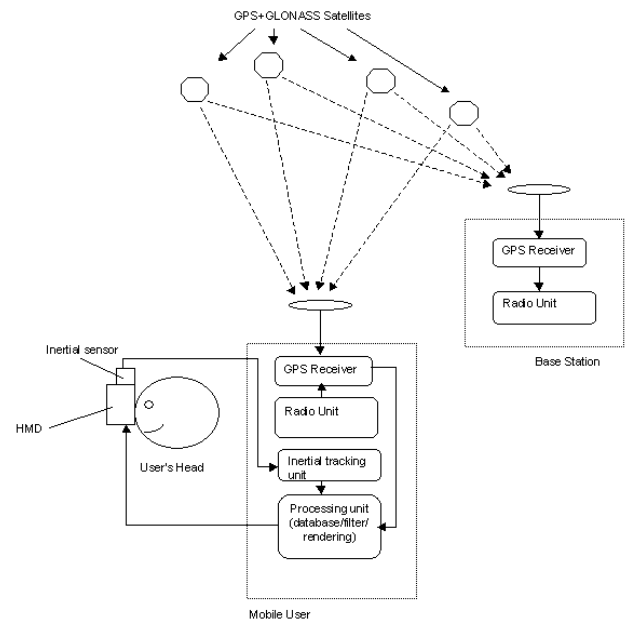 GPS+GLONASS Satellites
GPS Receiver
Radio Unit
Base Station
Inertial sensor
HMD
User's Head
GPS Receiver
Radio Unit
Inertial tracking
unit
Processing unit
(database/filter/
rendering)
Mobile User